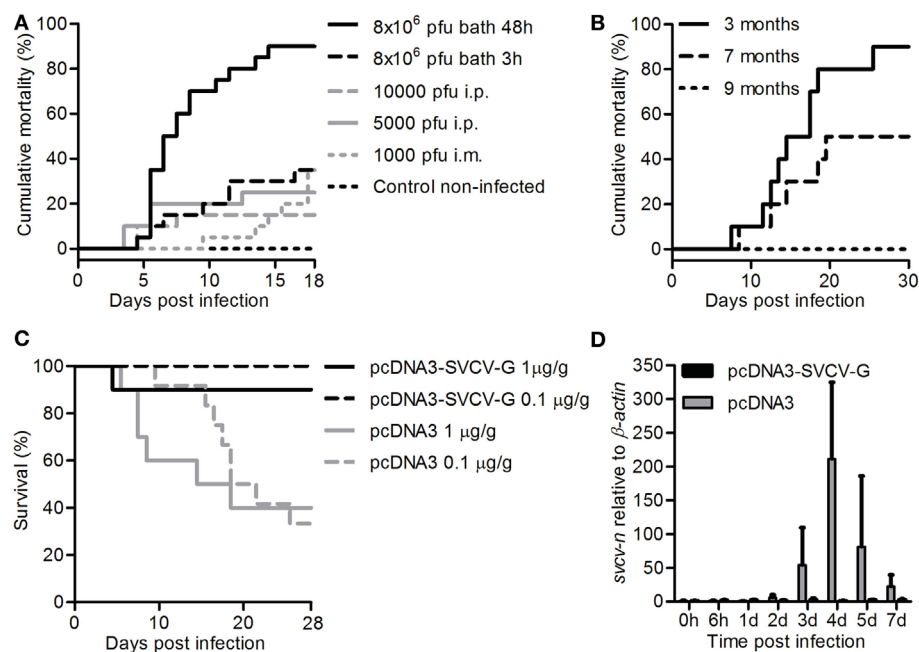 A
Cumulative mortality (%)
100
80
60
40
20
0
0 5 10 15 18
Days post infection
8x10⁶ pfu bath 48h
8x10⁶ pfu bath 3h
10000 pfu i.p.
5000 pfu i.p.
1000 pfu i.m.
Control non-infected
B
Cumulative mortality (%)
100
80
60
40
20
0
0 10 20 30
Days post infection
3 months
7 months
9 months
C
Survival (%)
100
80
60
40
20
0
0 10 20 28
Days post infection
pcDNA3-SVCV-G 1μg/g
pcDNA3-SVCV-G 0.1 μg/g
pcDNA3 1 μg/g
pcDNA3 0.1 μg/g
D
svcv-n relative to β-actin
350
300
250
200
150
100
50
0
0h 6h 1d 2d 3d 4d 5d 7d
Time post infection
pcDNA3-SVCV-G
pcDNA3